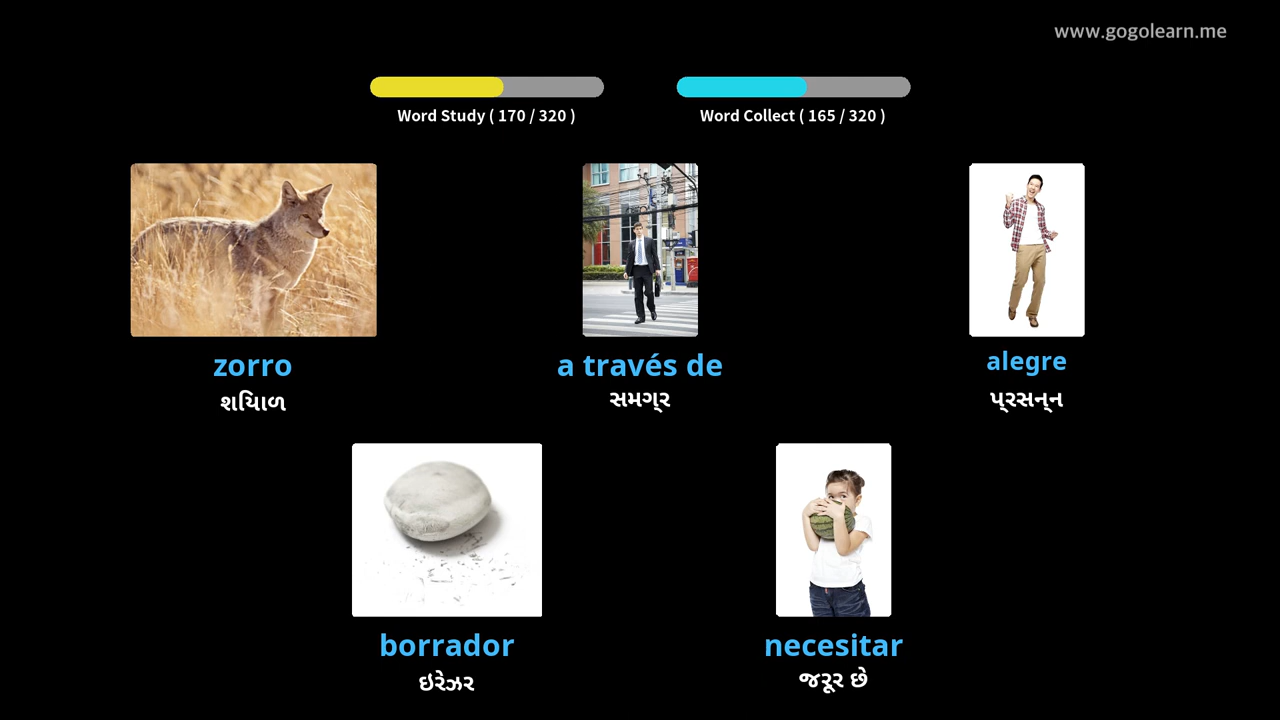 www.gogolearn.me
Word Study ( 170 / 320 )
Word Collect ( 165 / 320 )
zorro
શિયાળ
a través de
સમગ્ર
alegre
પ્રસન્ન
borrador
ઇરેઝર
necesitar
જરૂર છે